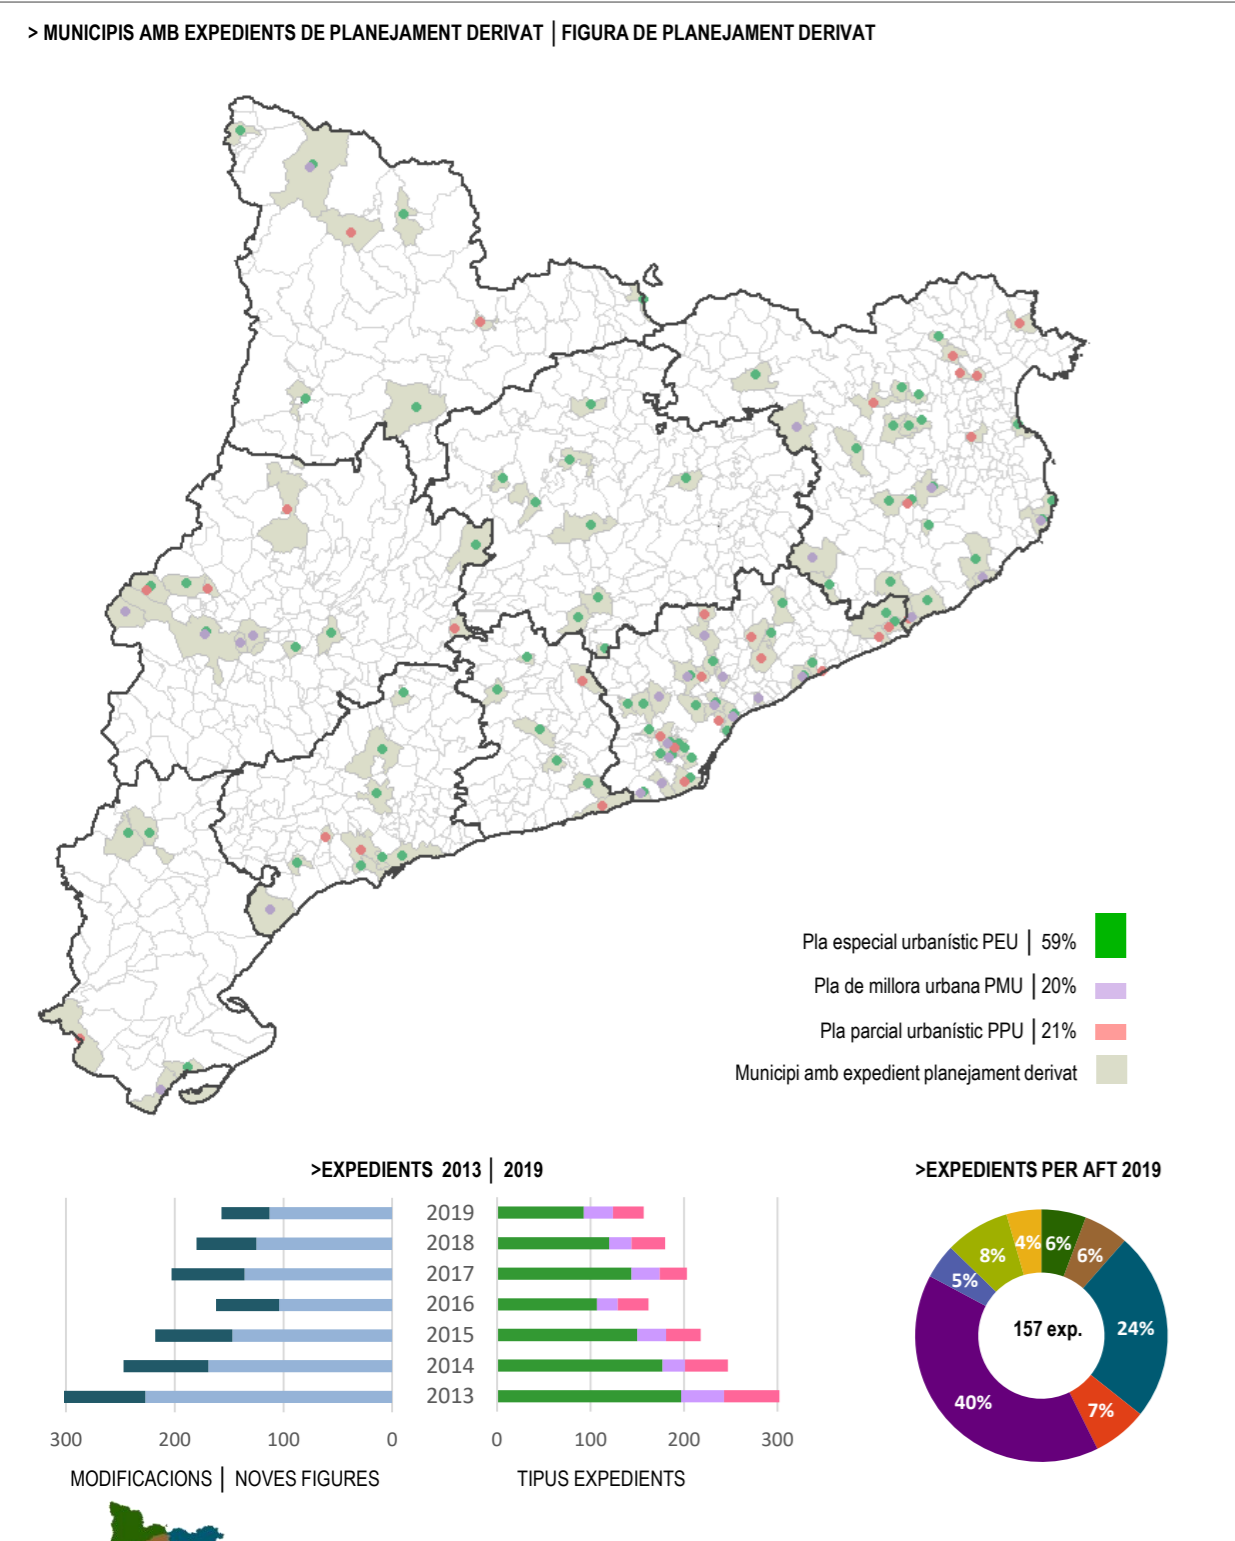 > MUNICIPIS AMB EXPEDIENTS DE PLANEJAMENT DERIVAT | FIGURA DE PLANEJAMENT DERIVAT
Pla especial urbanístic PEU | 59%
Pla de millora urbana PMU | 20%
Pla parcial urbanístic PPU | 21%
Municipi amb expedient planejament derivat
>EXPEDIENTS 2013 | 2019
2019
2018
2017
2016
2015
2014
2013
300 200 100 0
0 100 200 300
MODIFICACIONS | NOVES FIGURES
TIPUS EXPEDIENTS
>EXPEDIENTS PER AFT 2019
6%
6%
24%
7%
40%
5%
8%
4%
157 exp.